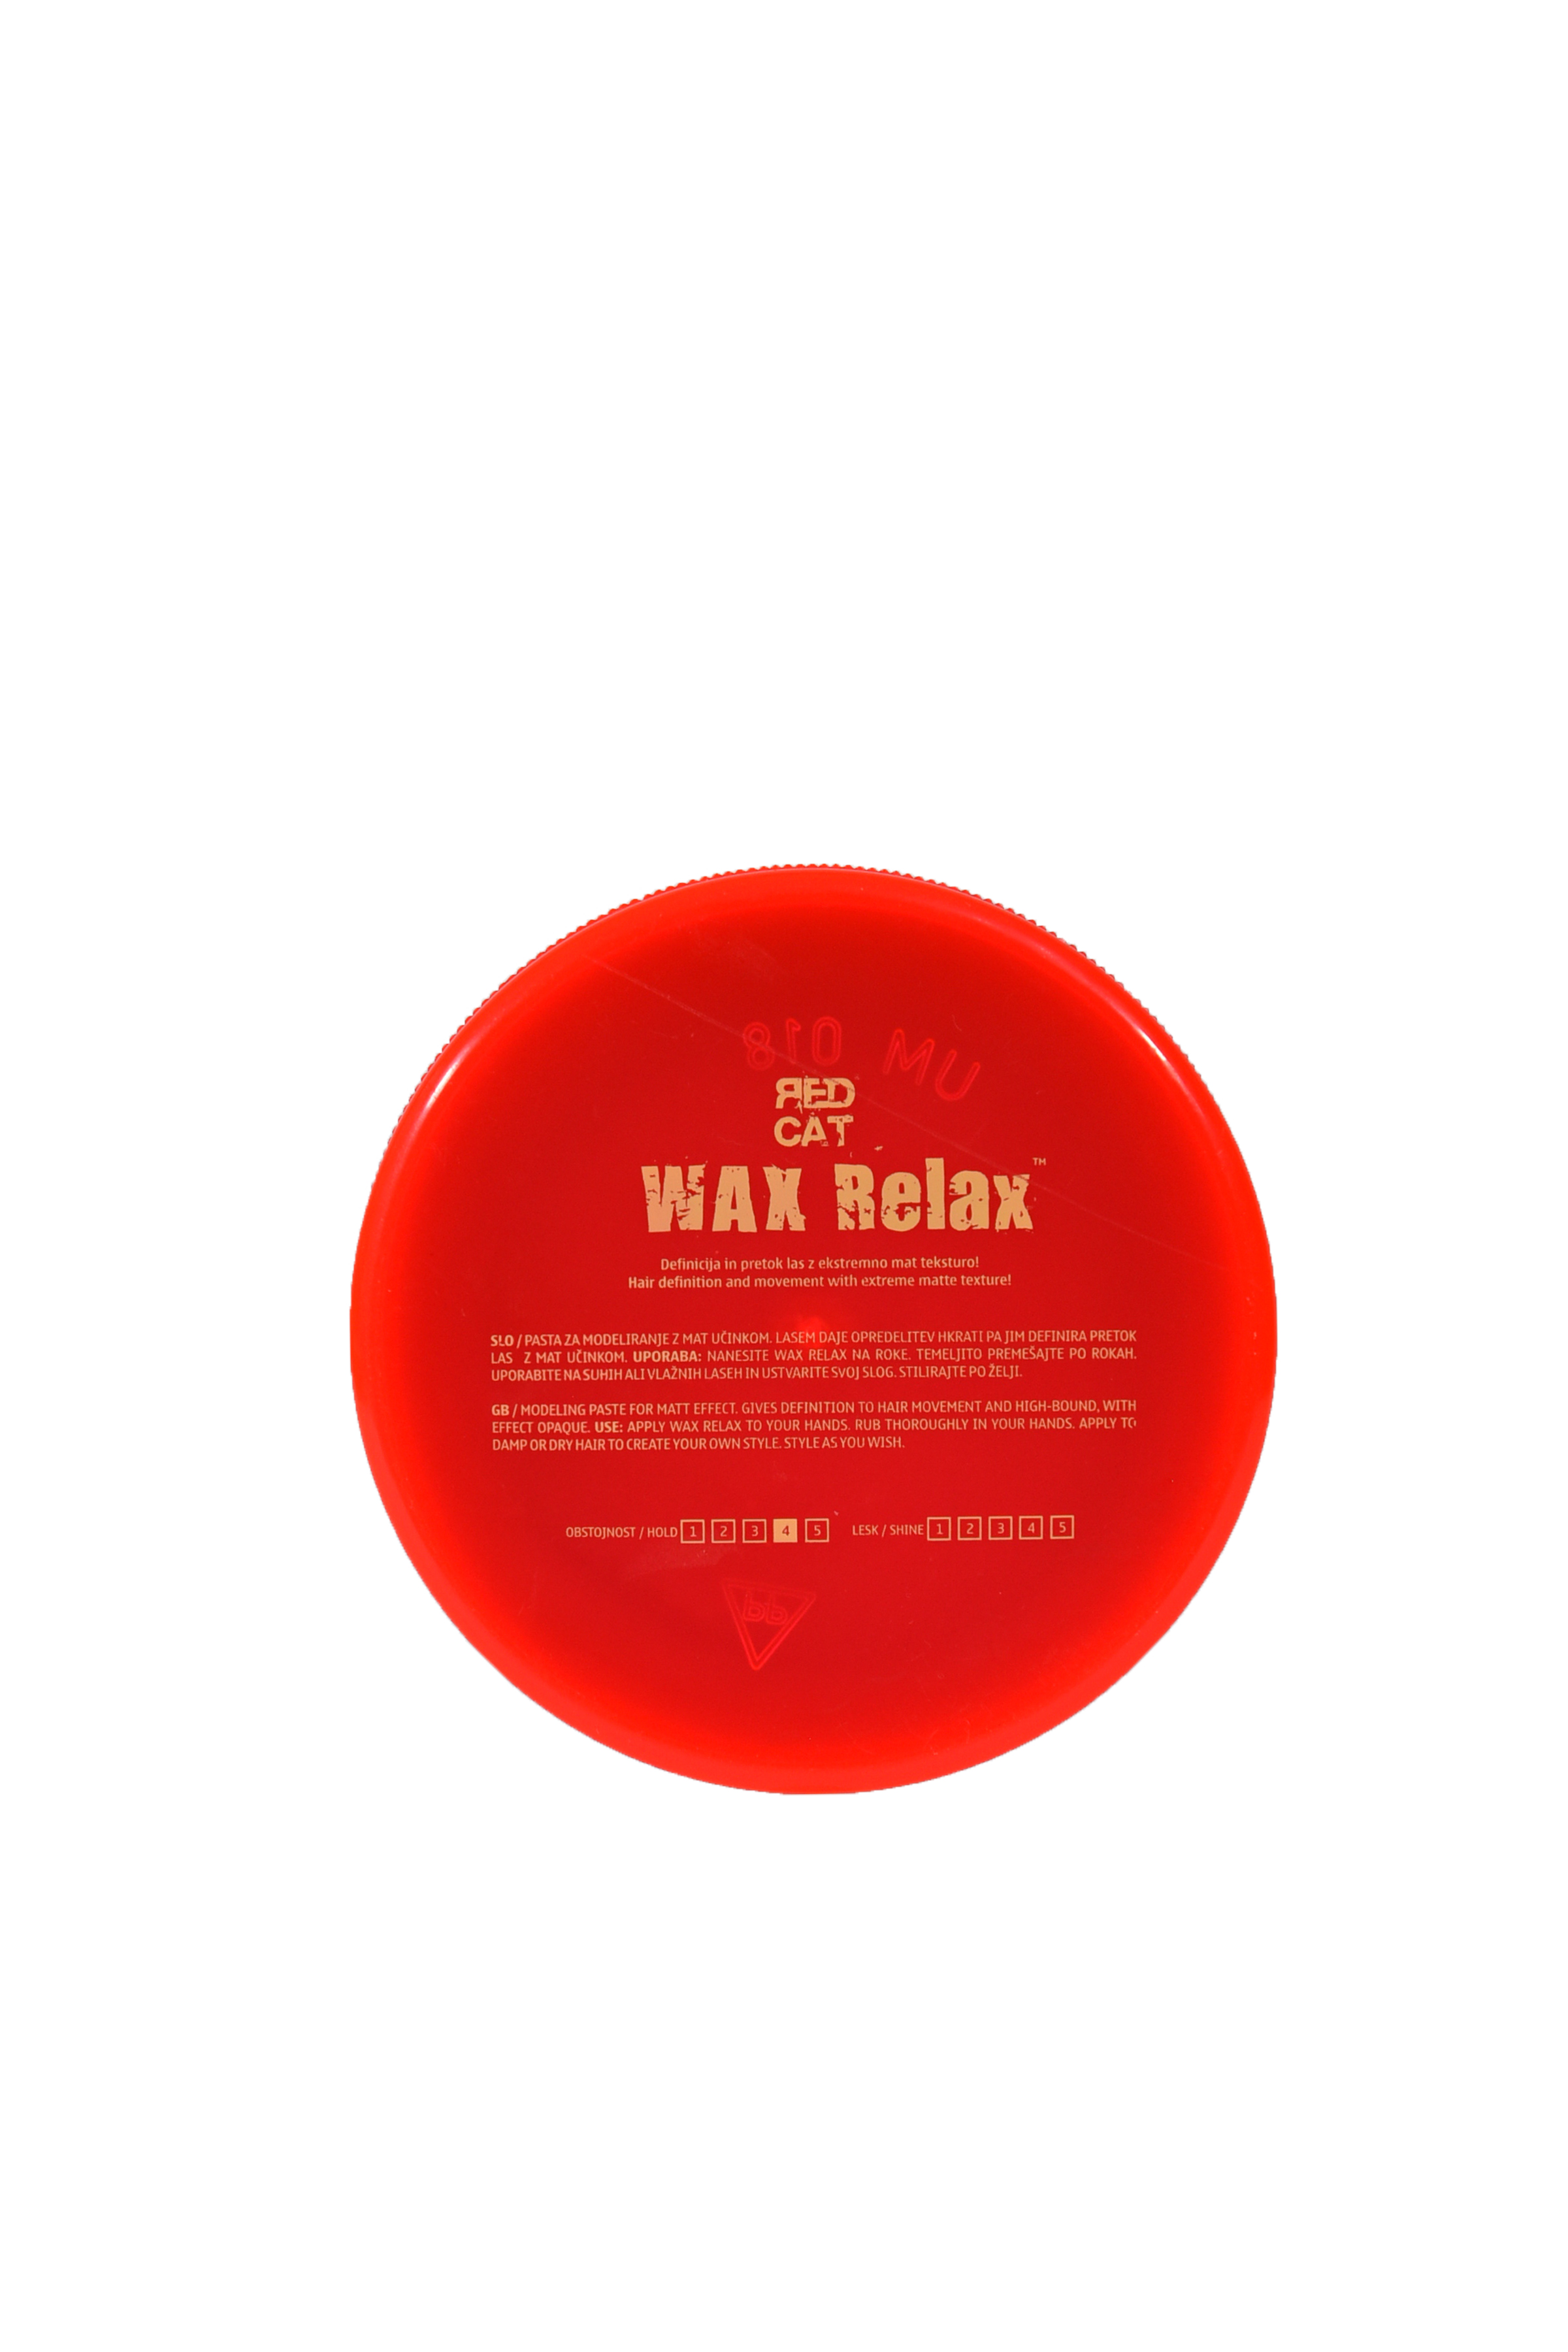 018 MU
RED
CAT
WAX Relax™
Definicija in pretok las z ekstremno mat teksturo!
Hair definition and movement with extreme matte texture!
SLO / PASTA ZA MODELIRANJE Z MAT UČINKOM. LASEM DAJE OPREDELITEV HKRATI PA JIM DEFINIRA PRETOK
LAS Z MAT UČINKOM. UPORABA: NANESITE WAX RELAX NA ROKE. TEMELJITO PREMEŠAJTE PO ROKAH.
UPORABITE NA SUHIH ALI VLAŽNIH LASEH IN USTVARITE SVOJ SLOG. STILIRAJTE PO ŽELJI.
GB / MODELING PASTE FOR MATT EFFECT. GIVES DEFINITION TO HAIR MOVEMENT AND HIGH-BOUND, WITH
EFFECT OPAQUE. USE: APPLY WAX RELAX TO YOUR HANDS. RUB THOROUGHLY IN YOUR HANDS. APPLY TO
DAMP OR DRY HAIR TO CREATE YOUR OWN STYLE. STYLE AS YOU WISH.
OBSTOJNOST / HOLD 1 2 3 4 5 LESK / SHINE 1 2 3 4 5